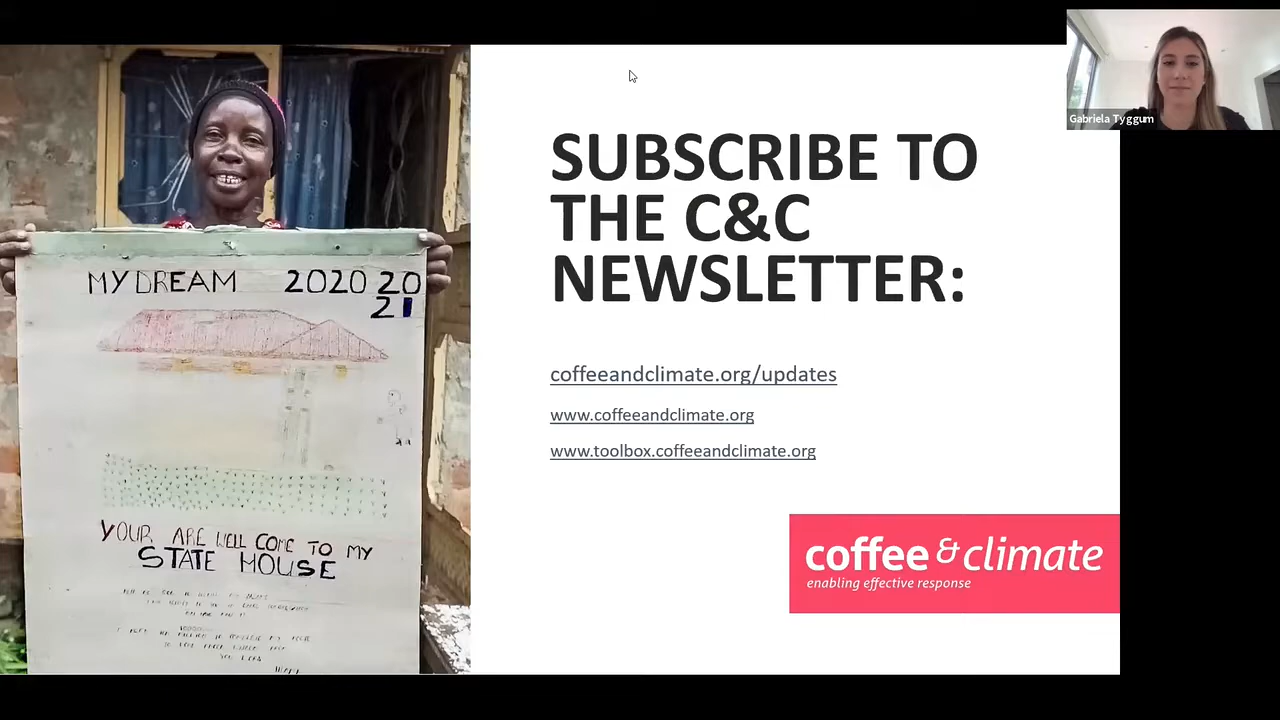 Gabriela Tyggum
SUBSCRIBE TO
THE C&C
NEWSLETTER:
coffeeandclimate.org/updates
www.coffeeandclimate.org
www.toolbox.coffeeandclimate.org
coffee & climate
enabling effective response
MY DREAM 2020 20
21
YOUR ARE WELL COME TO MY
STATE HOUSE